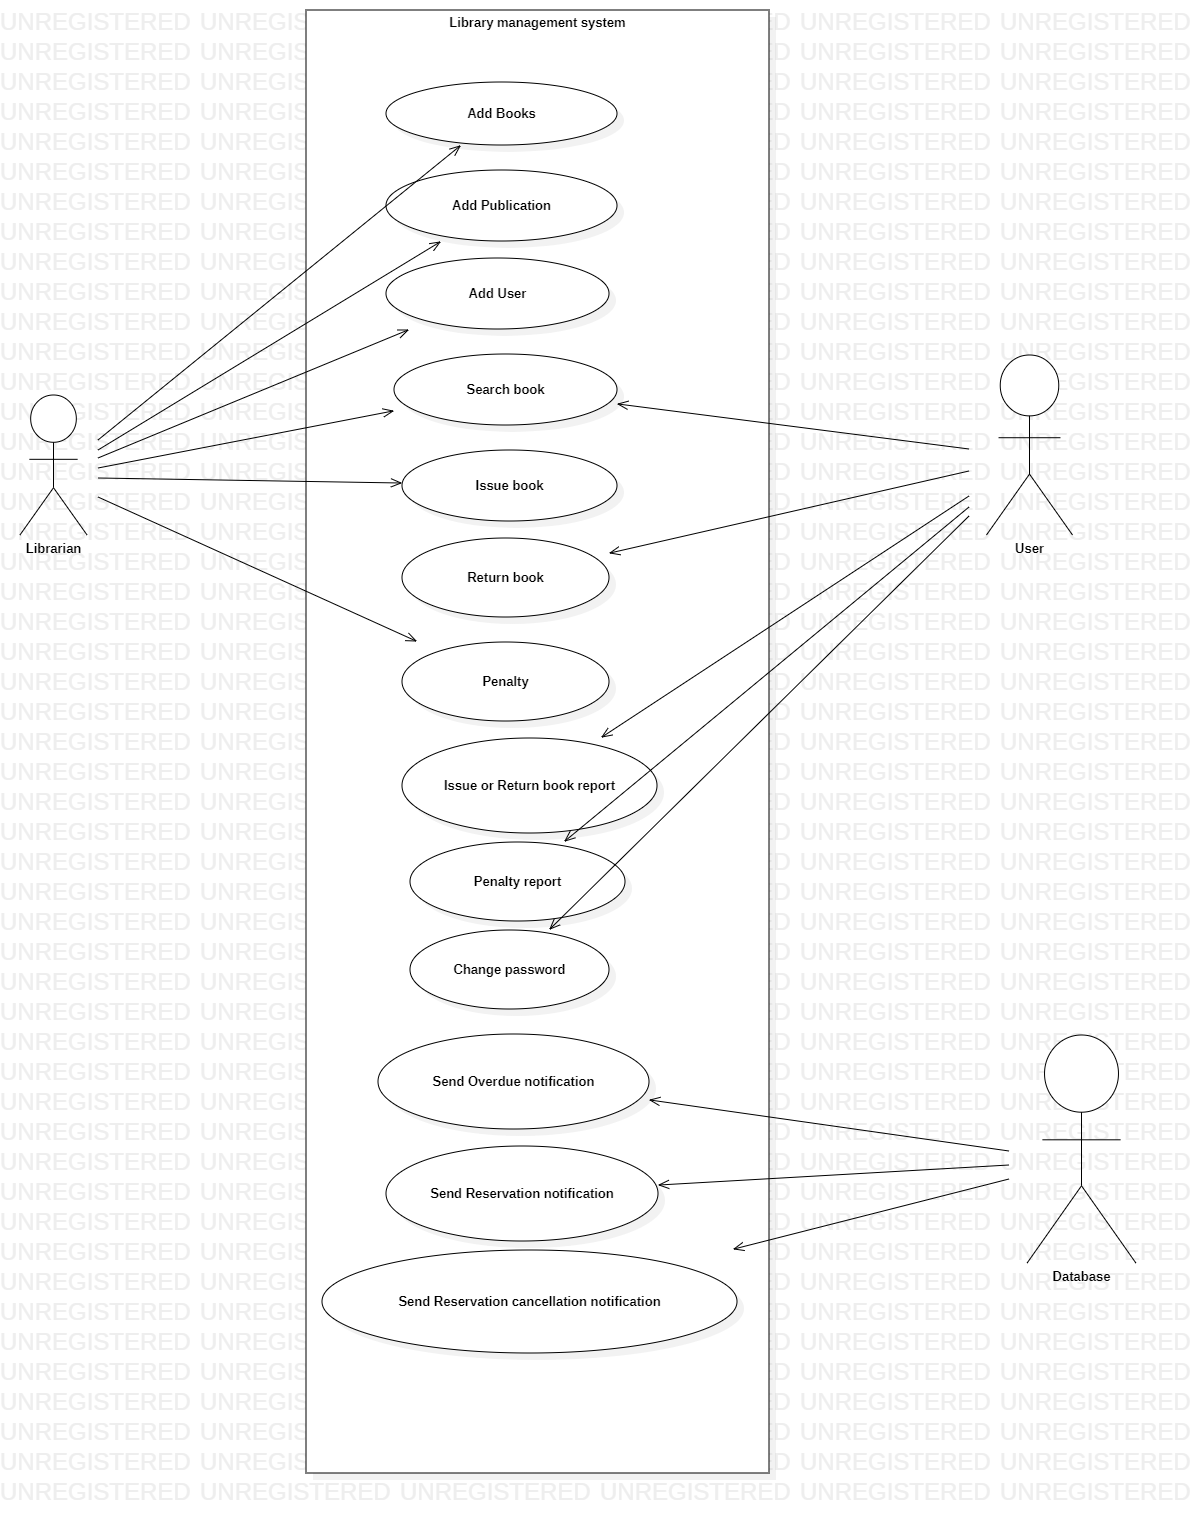 Library management system
Add Books
Add Publication
Add User
Search book
Issue book
Return book
Penalty
Issue or Return book report
Penalty report
Change password
Send Overdue notification
Send Reservation notification
Send Reservation cancellation notification
Librarian
User
Database
UNREGISTERED UNREGISTERED UNREGISTERED UNREGISTERED UNREGISTERED UNREGISTERED